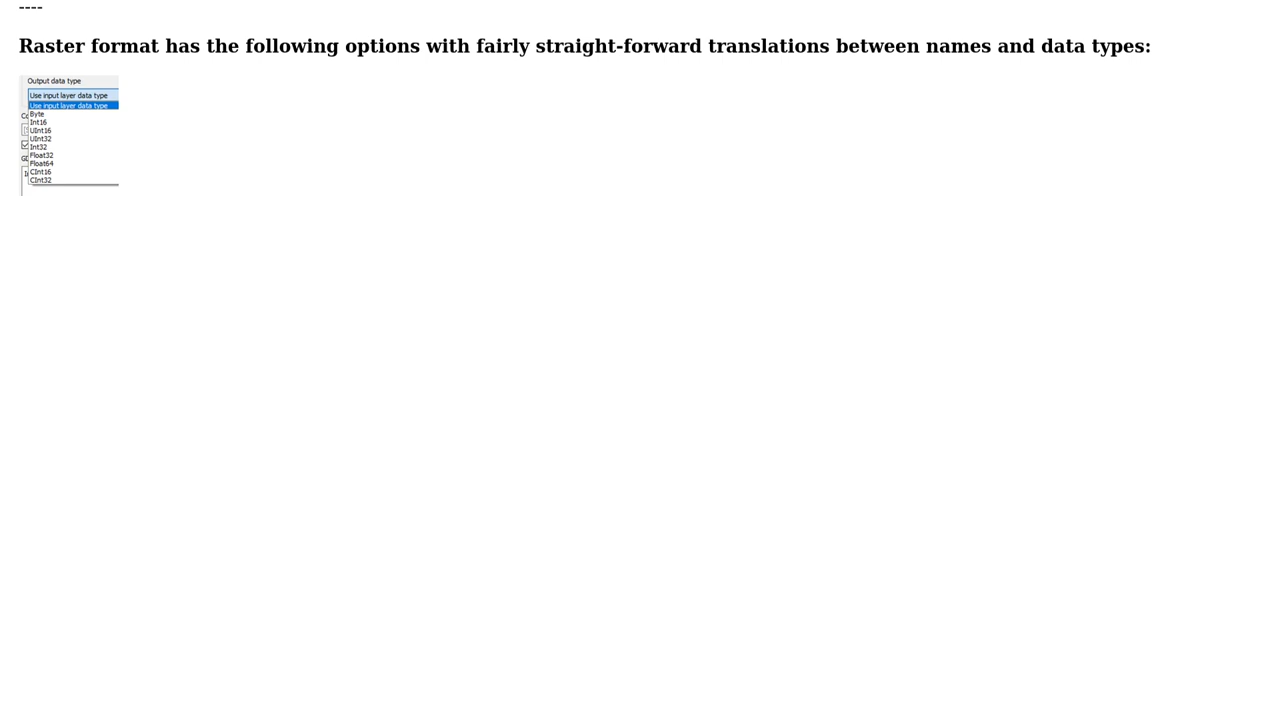 ----
Raster format has the following options with fairly straight-forward translations between names and data types:
Output data type
Use input layer data type
Use input layer data type
Byte
Int16
UInt16
UInt32
Int32
Float32
Float64
CInt16
CInt32